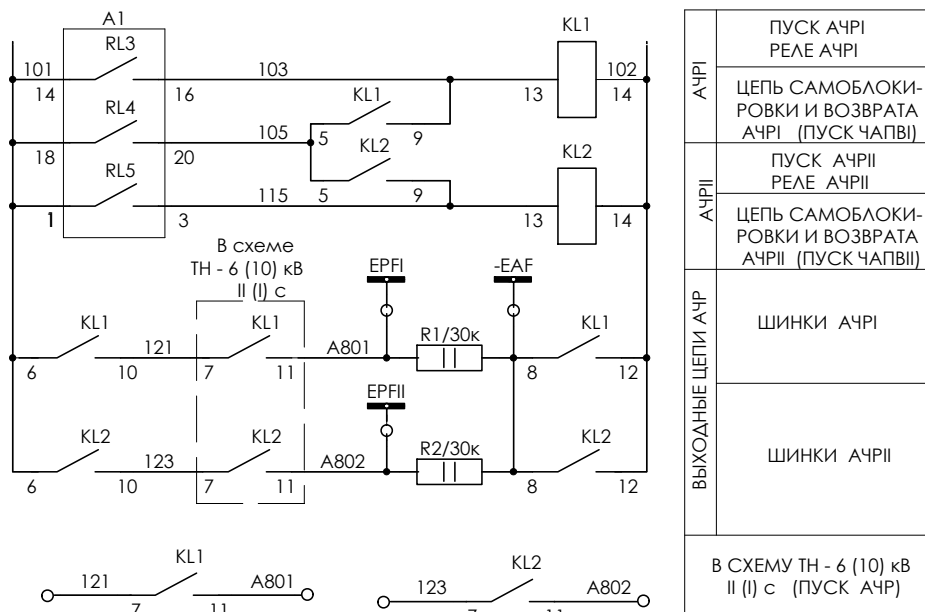 A1
KL1
RL3
101
103
102
14
16
13
14
RL4
KL1
105
18
20
5
9
KL2
KL2
RL5
115
1
3
5
9
13
14
В схеме
ТН - 6 (10) кВ
II (I) с
EPFI
-EAF
KL1
KL1
KL1
121
A801
R1/30к
6
10
7
11
8
12
EPFII
KL2
KL2
KL2
123
A802
R2/30к
6
10
7
11
8
12
KL1
121
A801
7
11
KL2
123
A802
7
11
АЧРI
ПУСК АЧРI
РЕЛЕ АЧРI
ЦЕПЬ САМОБЛОКИ-
РОВКИ И ВОЗВРАТА
АЧРI (ПУСК ЧАПВI)
АЧРII
ПУСК АЧРII
РЕЛЕ АЧРII
ЦЕПЬ САМОБЛОКИ-
РОВКИ И ВОЗВРАТА
АЧРII (ПУСК ЧАПВII)
ВЫХОДНЫЕ ЦЕПИ АЧР
ШИНКИ АЧРI
ШИНКИ АЧРII
В СХЕМУ ТН - 6 (10) кВ
II (I) с (ПУСК АЧР)